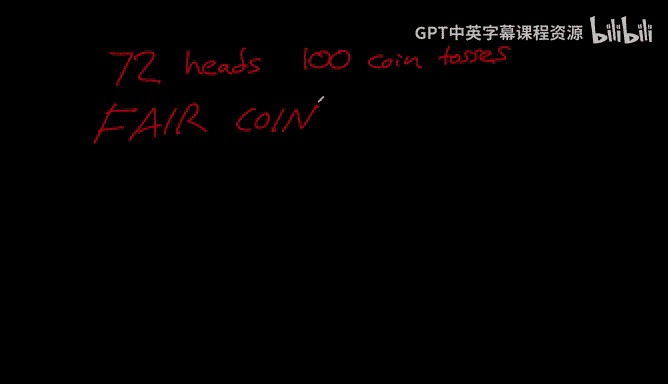 GPT中英字幕课程资源 bilibili
72 heads 100 coin tosses
FAIR COIN